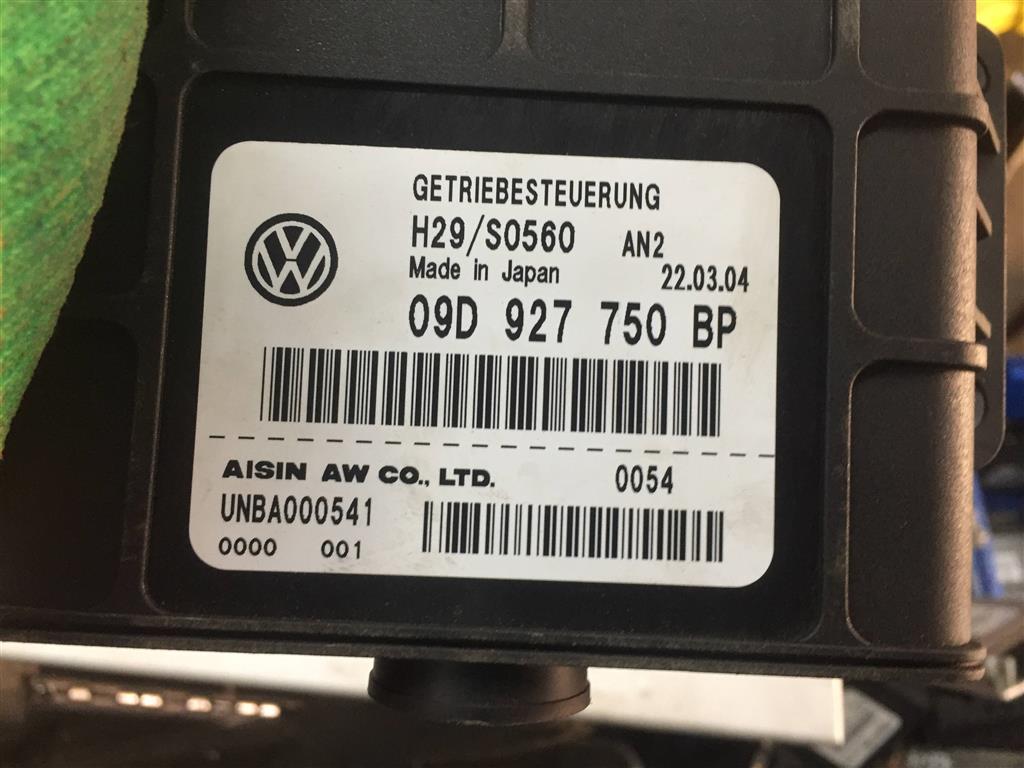 GETRIEBESTEUERUNG
H29/S0560 AN2
Made in Japan 22.03.04
09D 927 750 BP
AISIN AW CO., LTD. 0054
UNBA000541
0000 001